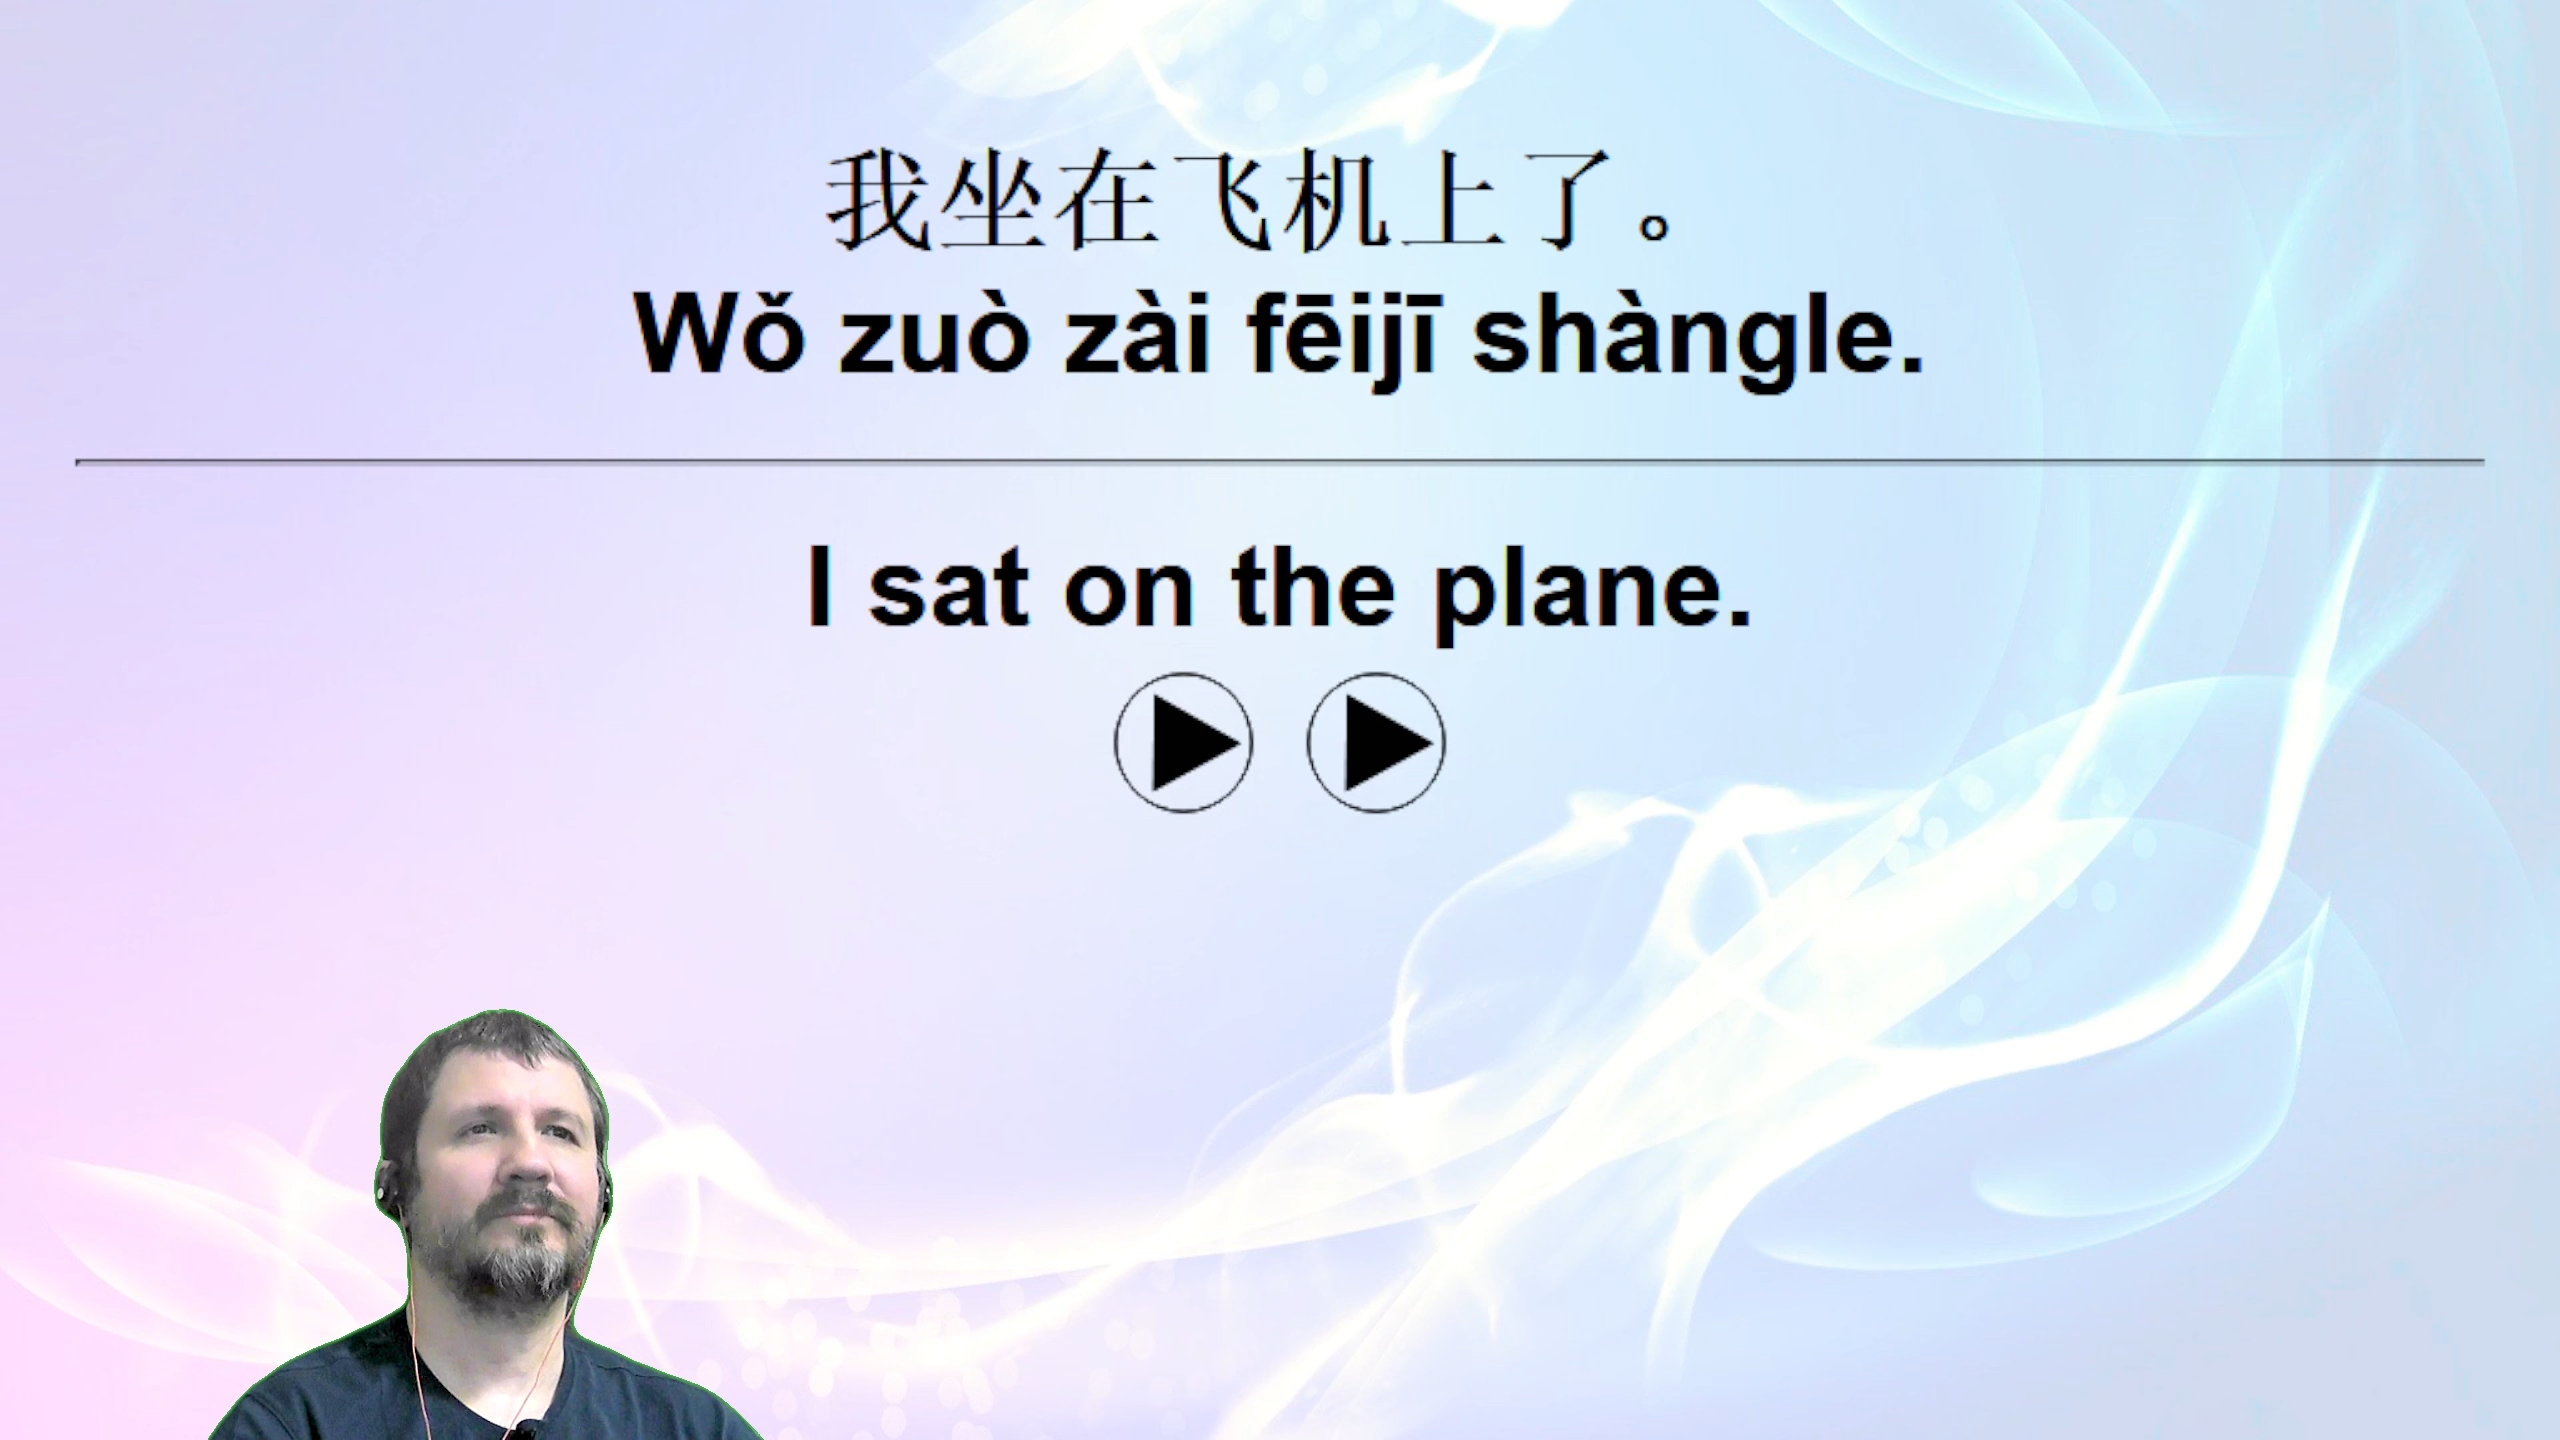 我坐在飞机上了。
Wǒ zuò zài fēijī shàngle.
I sat on the plane.